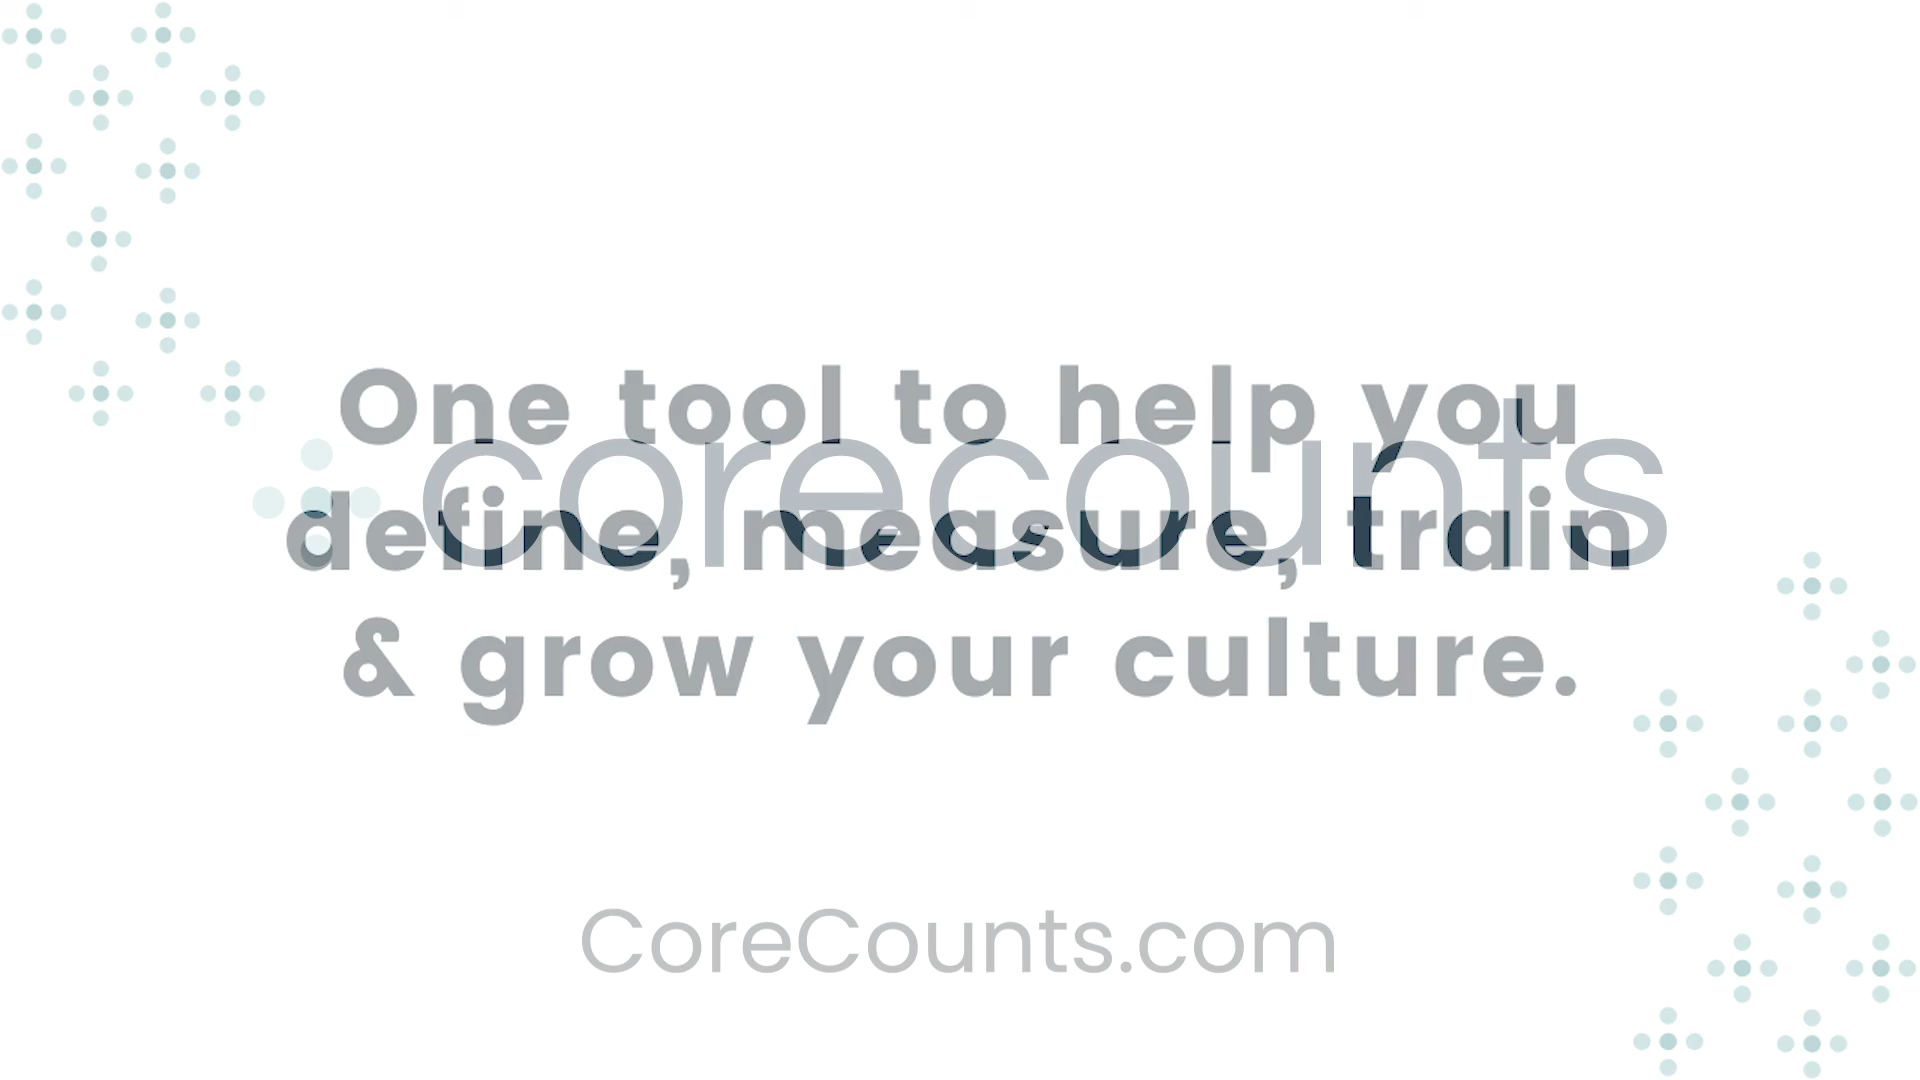 One tool to help you
corecounts
define, measure, train
& grow your culture.
CoreCounts.com